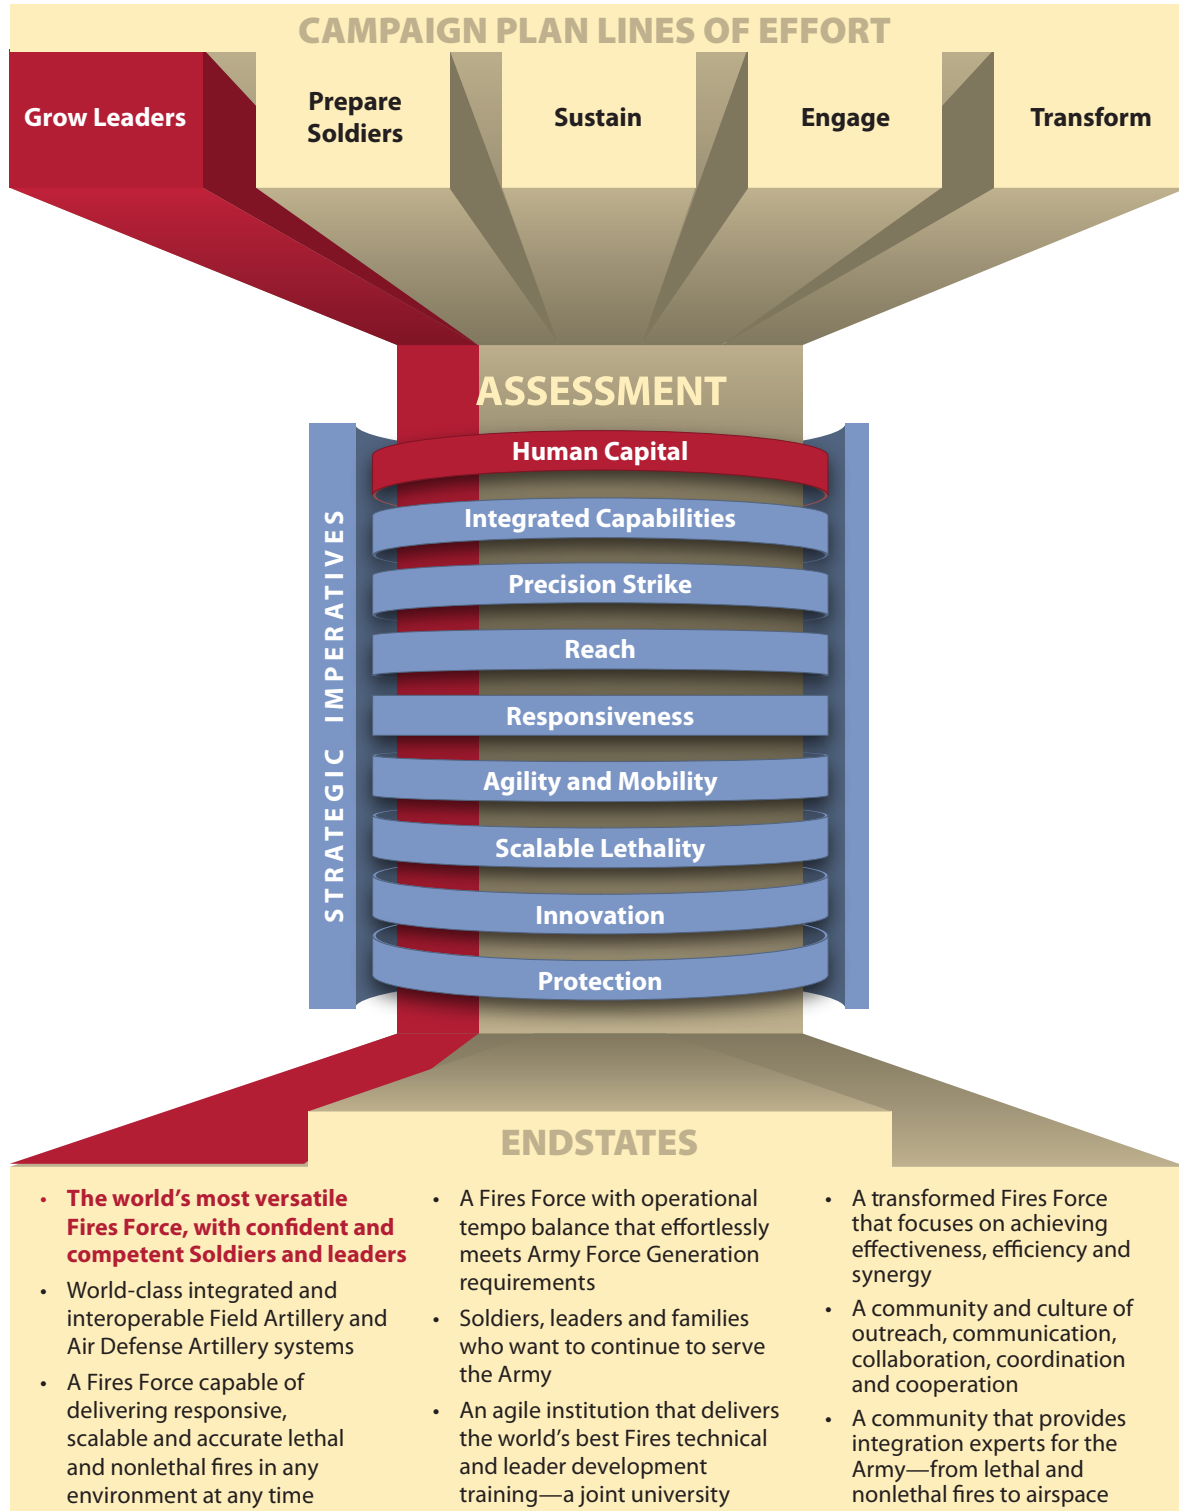 CAMPAIGN PLAN LINES OF EFFORT
Grow Leaders
Prepare
Soldiers
Sustain
Engage
Transform
ASSESSMENT
STRATEGIC IMPERATIVES
Human Capital
Integrated Capabilities
Precision Strike
Reach
Responsiveness
Agility and Mobility
Scalable Lethality
Innovation
Protection
ENDSTATES
• The world's most versatile
Fires Force, with confident and
competent Soldiers and leaders
• World-class integrated and
interoperable Field Artillery and
Air Defense Artillery systems
• A Fires Force capable of
delivering responsive,
scalable and accurate lethal
and nonlethal fires in any
environment at any time
• A Fires Force with operational
tempo balance that effortlessly
meets Army Force Generation
requirements
• Soldiers, leaders and families
who want to continue to serve
the Army
• An agile institution that delivers
the world's best Fires technical
and leader development
training—a joint university
• A transformed Fires Force
that focuses on achieving
effectiveness, efficiency and
synergy
• A community and culture of
outreach, communication,
collaboration, coordination
and cooperation
• A community that provides
integration experts for the
Army—from lethal and
nonlethal fires to airspace